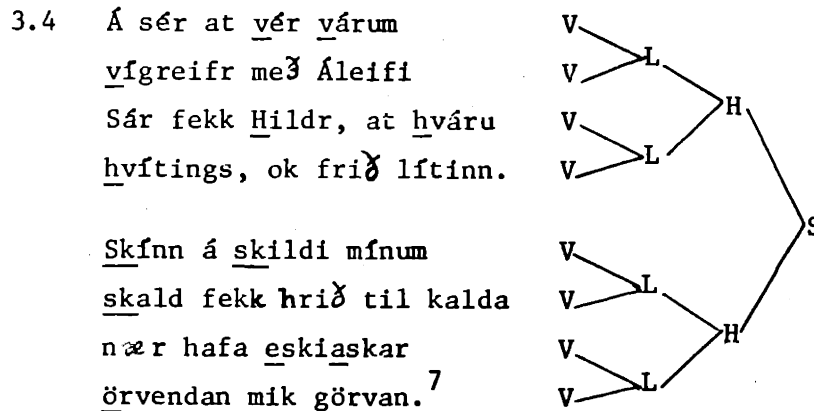 3.4 Á sér at vér várum V
L
vígreifr með Áleifi V
H
Sár fekk Hildr, at hváru V
L
hvítings, ok frið lítinn. V
S
Skínn á skildi mínum V
L
skald fekk hrið til kalda V
H
nær hafa eskiaskar V
L
örvendan mik görvan.7 V